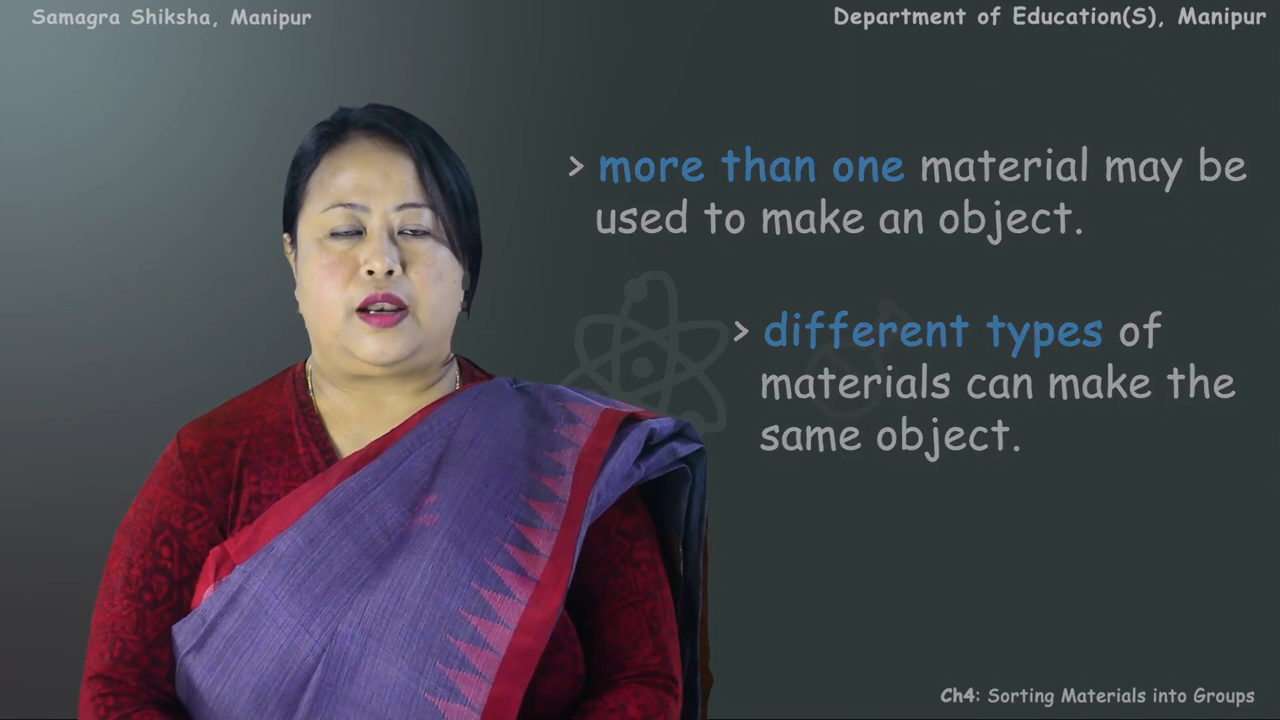 Samagra Shiksha, Manipur
Department of Education(S), Manipur
> more than one material may be
used to make an object.
> different types of
materials can make the
same object.
Ch4: Sorting Materials into Groups